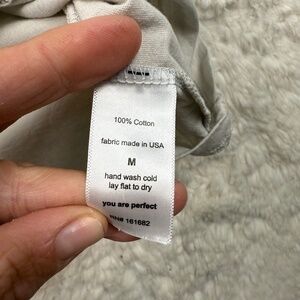 100% Cotton
fabric made in USA
M
hand wash cold
lay flat to dry
you are perfect
RN# 161682